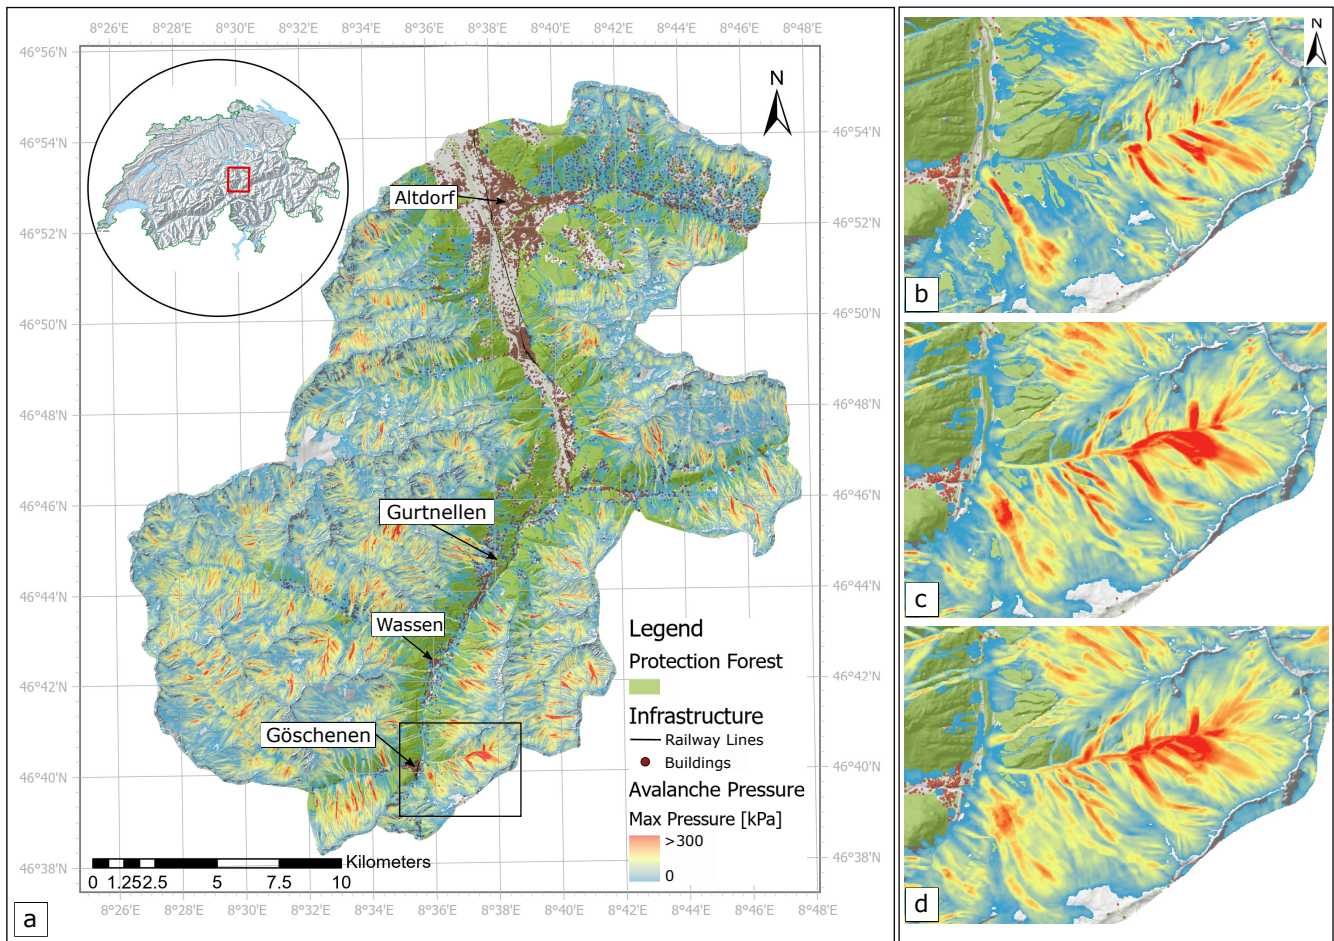 8°26'E 8°28'E 8°30'E 8°32'E 8°34'E 8°36'E 8°38'E 8°40'E 8°42'E 8°44'E 8°46'E 8°48'E
46°56'N
46°54'N
46°52'N
46°50'N
46°48'N
46°46'N
46°44'N
46°42'N
46°40'N
46°38'N
N
Altdorf
Gurtnellen
Wassen
Göschenen
46°54'N
46°52'N
46°50'N
46°48'N
46°46'N
46°44'N
46°42'N
46°40'N
46°38'N
Legend
Protection Forest
Infrastructure
Railway Lines
Buildings
Avalanche Pressure
Max Pressure [kPa]
>300
0
Kilometers
0 1.25 2.5 5 7.5 10
8°26'E 8°28'E 8°30'E 8°32'E 8°34'E 8°36'E 8°38'E 8°40'E 8°42'E 8°44'E 8°46'E 8°48'E
a
N
b
c
d